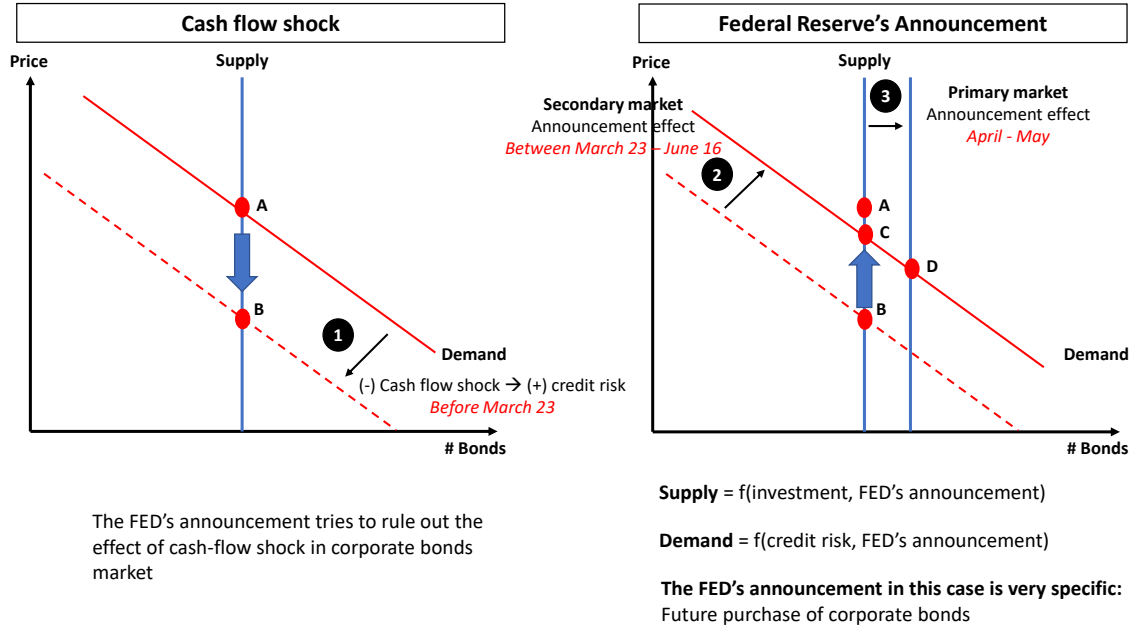 Cash flow shock
Price
Supply
A
B
1
Demand
(-) Cash flow shock → (+) credit risk
Before March 23
# Bonds
The FED's announcement tries to rule out the
effect of cash-flow shock in corporate bonds
market
Federal Reserve's Announcement
Price
Supply
3
Secondary market
Announcement effect
Between March 23 – June 16
Primary market
Announcement effect
April - May
2
A
C
D
B
Demand
# Bonds
Supply = f(investment, FED's announcement)
Demand = f(credit risk, FED's announcement)
The FED's announcement in this case is very specific:
Future purchase of corporate bonds